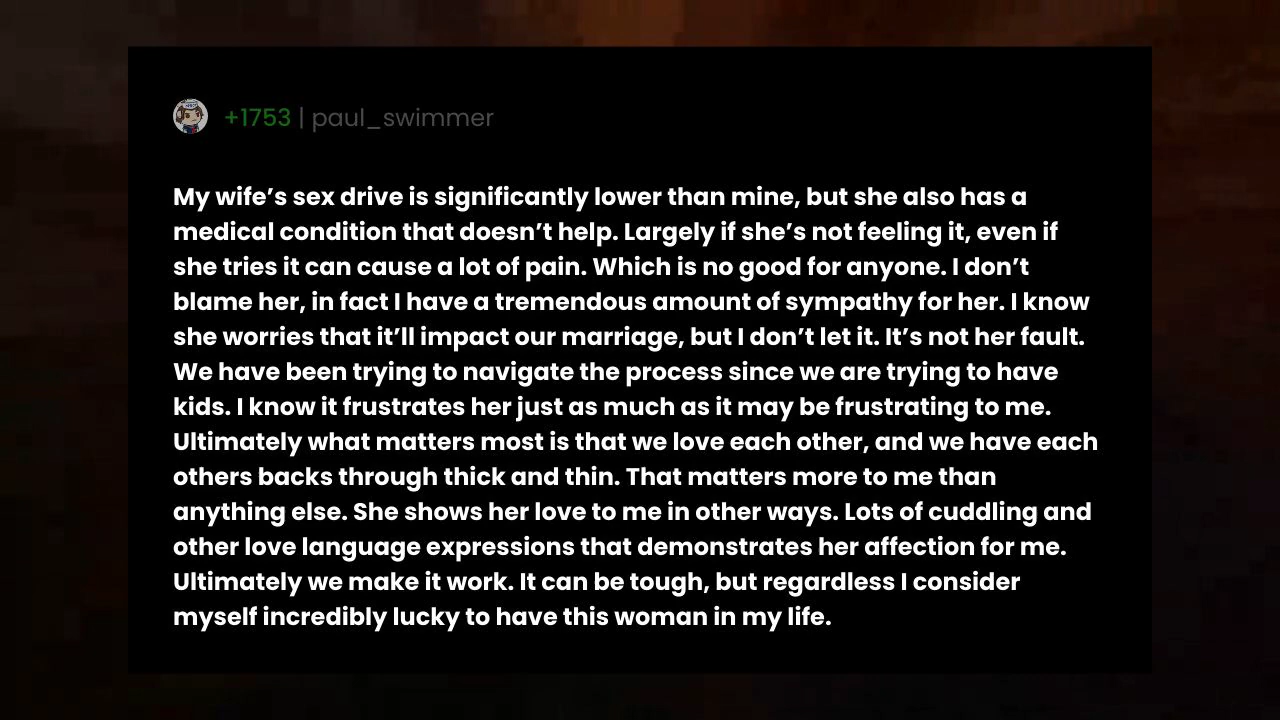 +1753 | paul_swimmer
My wife’s sex drive is significantly lower than mine, but she also has a
medical condition that doesn’t help. Largely if she’s not feeling it, even if
she tries it can cause a lot of pain. Which is no good for anyone. I don’t
blame her, in fact I have a tremendous amount of sympathy for her. I know
she worries that it’ll impact our marriage, but I don’t let it. It’s not her fault.
We have been trying to navigate the process since we are trying to have
kids. I know it frustrates her just as much as it may be frustrating to me.
Ultimately what matters most is that we love each other, and we have each
others backs through thick and thin. That matters more to me than
anything else. She shows her love to me in other ways. Lots of cuddling and
other love language expressions that demonstrates her affection for me.
Ultimately we make it work. It can be tough, but regardless I consider
myself incredibly lucky to have this woman in my life.